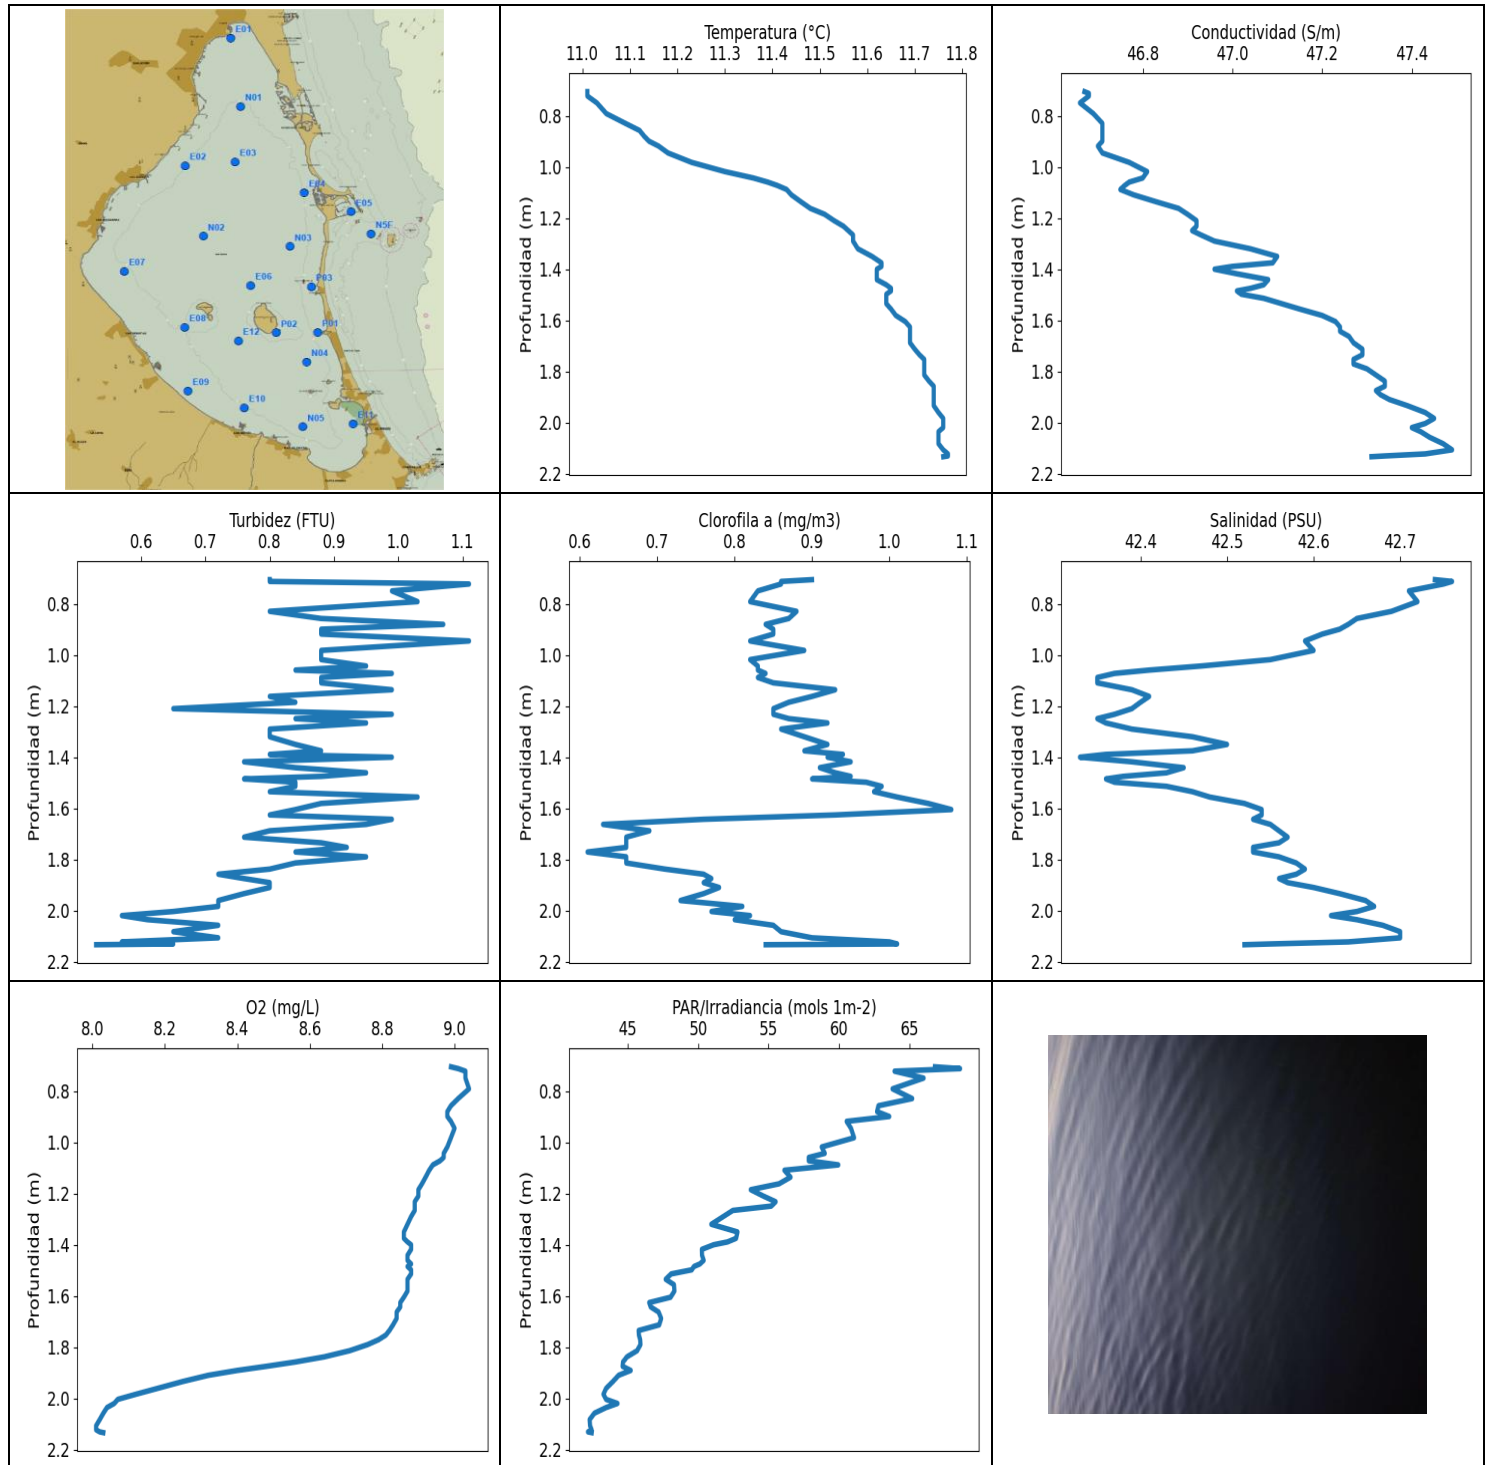 E01
N01
E02
E03
E04
E05
N5E
N02
N03
E07
E06
P03
E08
P02
P01
E12
N04
E09
E10
N05
E11
Temperatura (°C)
11.0 11.1 11.2 11.3 11.4 11.5 11.6 11.7 11.8
Profundidad (m)
0.8
1.0
1.2
1.4
1.6
1.8
2.0
2.2
Conductividad (S/m)
46.8 47.0 47.2 47.4
Profundidad (m)
0.8
1.0
1.2
1.4
1.6
1.8
2.0
2.2
Turbidez (FTU)
0.6 0.7 0.8 0.9 1.0 1.1
Profundidad (m)
0.8
1.0
1.2
1.4
1.6
1.8
2.0
2.2
Clorofila a (mg/m3)
0.6 0.7 0.8 0.9 1.0 1.1
Profundidad (m)
0.8
1.0
1.2
1.4
1.6
1.8
2.0
2.2
Salinidad (PSU)
42.4 42.5 42.6 42.7
Profundidad (m)
0.8
1.0
1.2
1.4
1.6
1.8
2.0
2.2
O2 (mg/L)
8.0 8.2 8.4 8.6 8.8 9.0
Profundidad (m)
0.8
1.0
1.2
1.4
1.6
1.8
2.0
2.2
PAR/Irradiancia (mols 1m-2)
45 50 55 60 65
Profundidad (m)
0.8
1.0
1.2
1.4
1.6
1.8
2.0
2.2